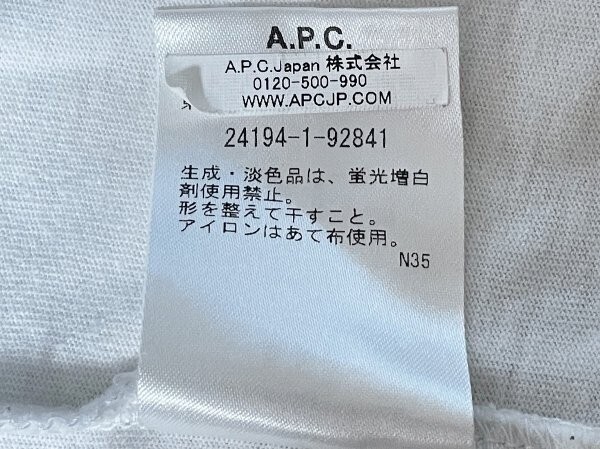 A.P.C.
A.P.C.Japan 株式会社
0120-500-990
WWW.APCJP.COM
24194-1-92841
生成・淡色品は、蛍光増白
剤使用禁止。
形を整えて干すこと。
アイロンはあて布使用。
N35